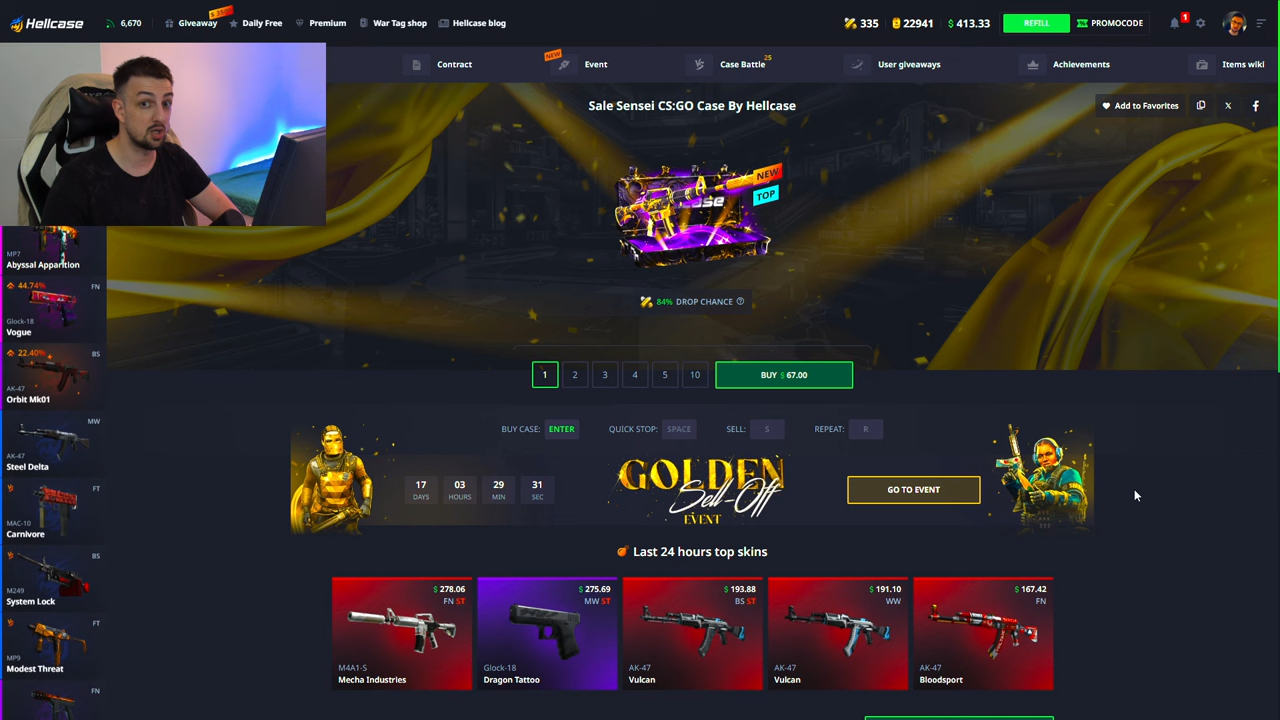 Hellcase
6,670
Giveaway
Daily Free
Premium
War Tag shop
Hellcase blog
335
22941
$ 413.33
REFILL
PROMOCODE
1
Contract
NEW
Event
Case Battle
25
User giveaways
Achievements
Items wiki
Sale Sensei CS:GO Case By Hellcase
Add to Favorites
NEW
TOP
84% DROP CHANCE
1
2
3
4
5
10
BUY $ 67.00
BUY CASE: ENTER
QUICK STOP: SPACE
SELL: S
REPEAT: R
17
DAYS
03
HOURS
29
MIN
31
SEC
GOLDEN
Sell-Off
EVENT
GO TO EVENT
Last 24 hours top skins
$ 278.06
FN ST
M4A1-S
Mecha Industries
$ 275.69
MW ST
Glock-18
Dragon Tattoo
$ 193.88
BS ST
AK-47
Vulcan
$ 191.10
WW
AK-47
Vulcan
$ 167.42
FN
AK-47
Bloodsport
MP7
Abyssal Apparition
44.74%
FN
Glock-18
Vogue
22.40%
BS
AK-47
Orbit Mk01
MW
AK-47
Steel Delta
FT
MAC-10
Carnivore
BS
M249
System Lock
FT
MP9
Modest Threat
FN